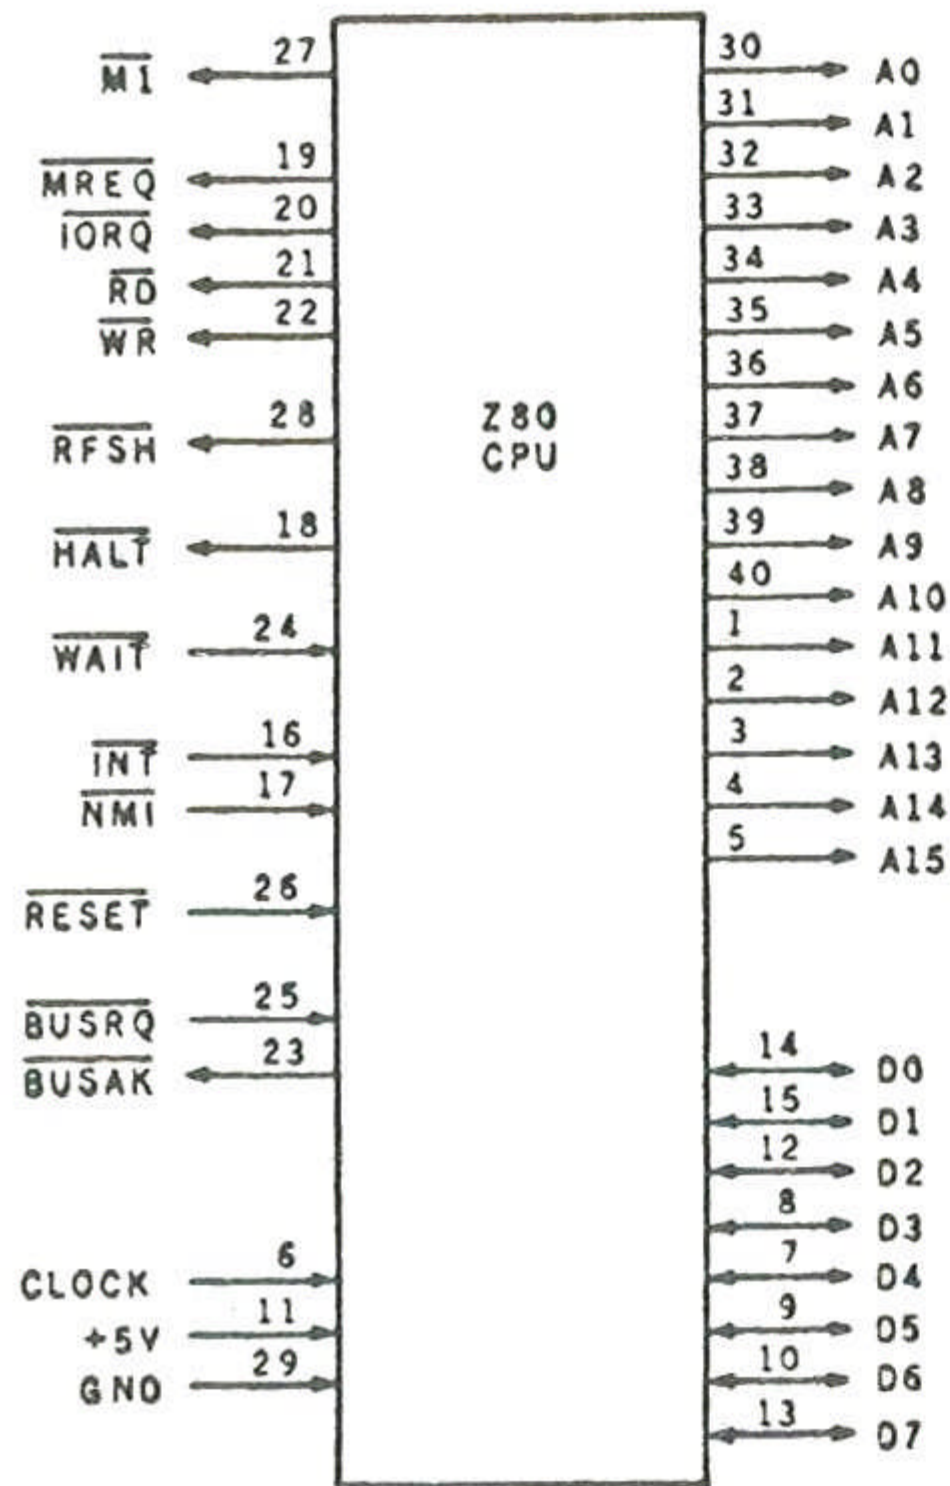 27
M1
19
MREQ
20
IORQ
21
RD
22
WR
28
RFSH
18
HALT
24
WAIT
16
INT
17
NMI
26
RESET
25
BUSRQ
23
BUSAK
6
CLOCK
11
+5V
29
GND
Z80
CPU
30
A0
31
A1
32
A2
33
A3
34
A4
35
A5
36
A6
37
A7
38
A8
39
A9
40
A10
1
A11
2
A12
3
A13
4
A14
5
A15
14
D0
15
D1
12
D2
8
D3
7
D4
9
D5
10
D6
13
D7